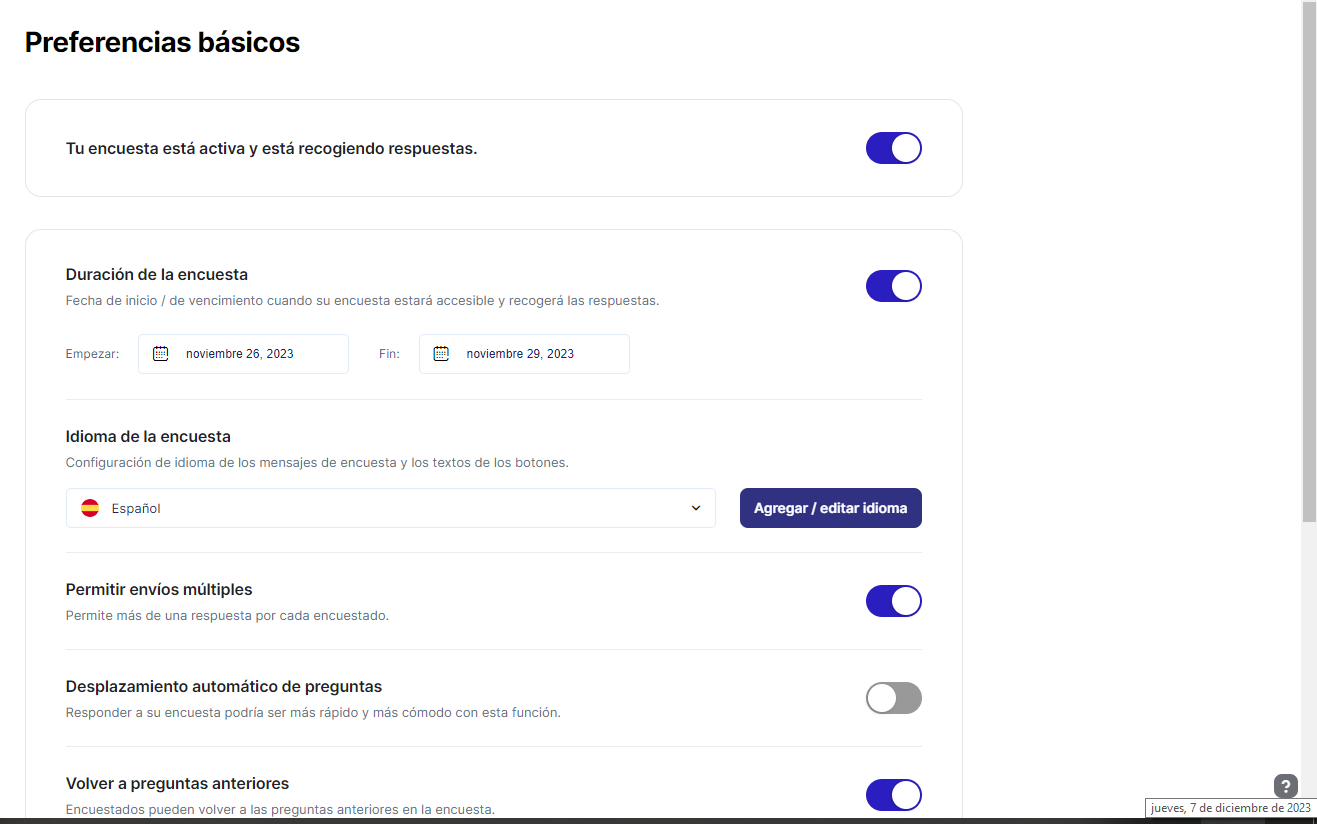 Preferencias básicos
Tu encuesta está activa y está recogiendo respuestas.
Duración de la encuesta
Fecha de inicio / de vencimiento cuando su encuesta estará accesible y recogerá las respuestas.
Empezar: noviembre 26, 2023 Fin: noviembre 29, 2023
Idioma de la encuesta
Configuración de idioma de los mensajes de encuesta y los textos de los botones.
Español Agregar / editar idioma
Permitir envíos múltiples
Permite más de una respuesta por cada encuestado.
Desplazamiento automático de preguntas
Responder a su encuesta podría ser más rápido y más cómodo con esta función.
Volver a preguntas anteriores
Encuestados pueden volver a las preguntas anteriores en la encuesta.
?
jueves, 7 de diciembre de 2023